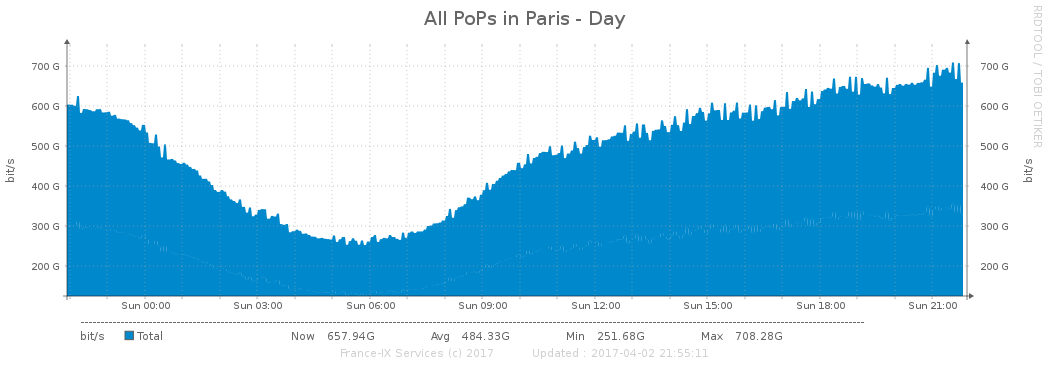 All PoPs in Paris - Day
RRDTOOL / TOBI OETIKER
700 G 700 G
600 G 600 G
500 G 500 G
400 G 400 G
300 G 300 G
200 G 200 G
bit/s
bit/s
Sun 00:00 Sun 03:00 Sun 06:00 Sun 09:00 Sun 12:00 Sun 15:00 Sun 18:00 Sun 21:00
bit/s Total Now 657.94G Avg 484.33G Min 251.68G Max 708.28G
France-IX Services (c) 2017 Updated : 2017-04-02 21:55:11